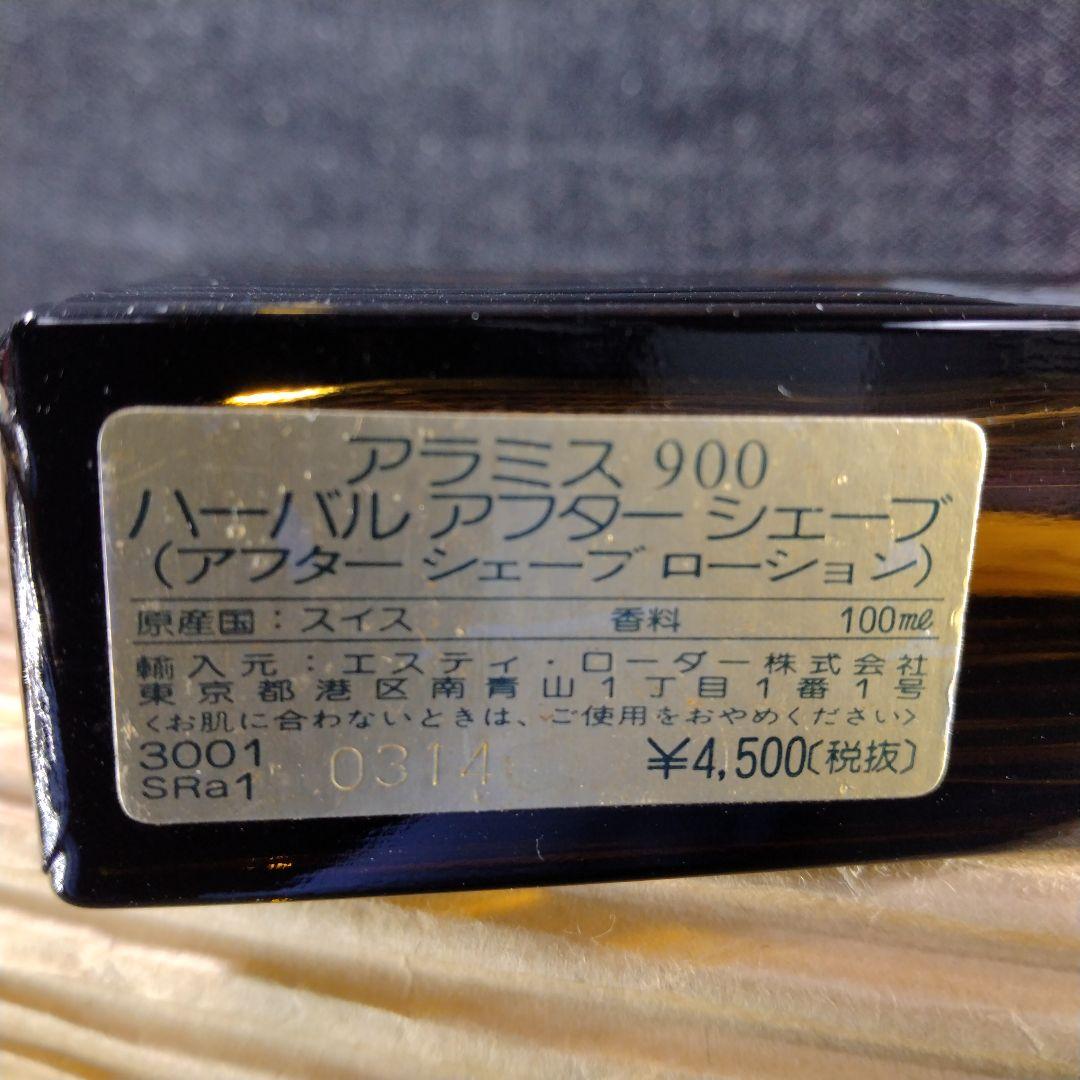 アラミス 900
ハーバル アフター シェーブ
(アフター シェーブ ローション)
原産国：スイス 香料 100ml
輸入元：エスティ・ローダー株式会社
東京都港区南青山1丁目1番1号
<お肌に合わないときは、ご使用をおやめください>
3001 0314 ¥4,500(税抜)
SRa1